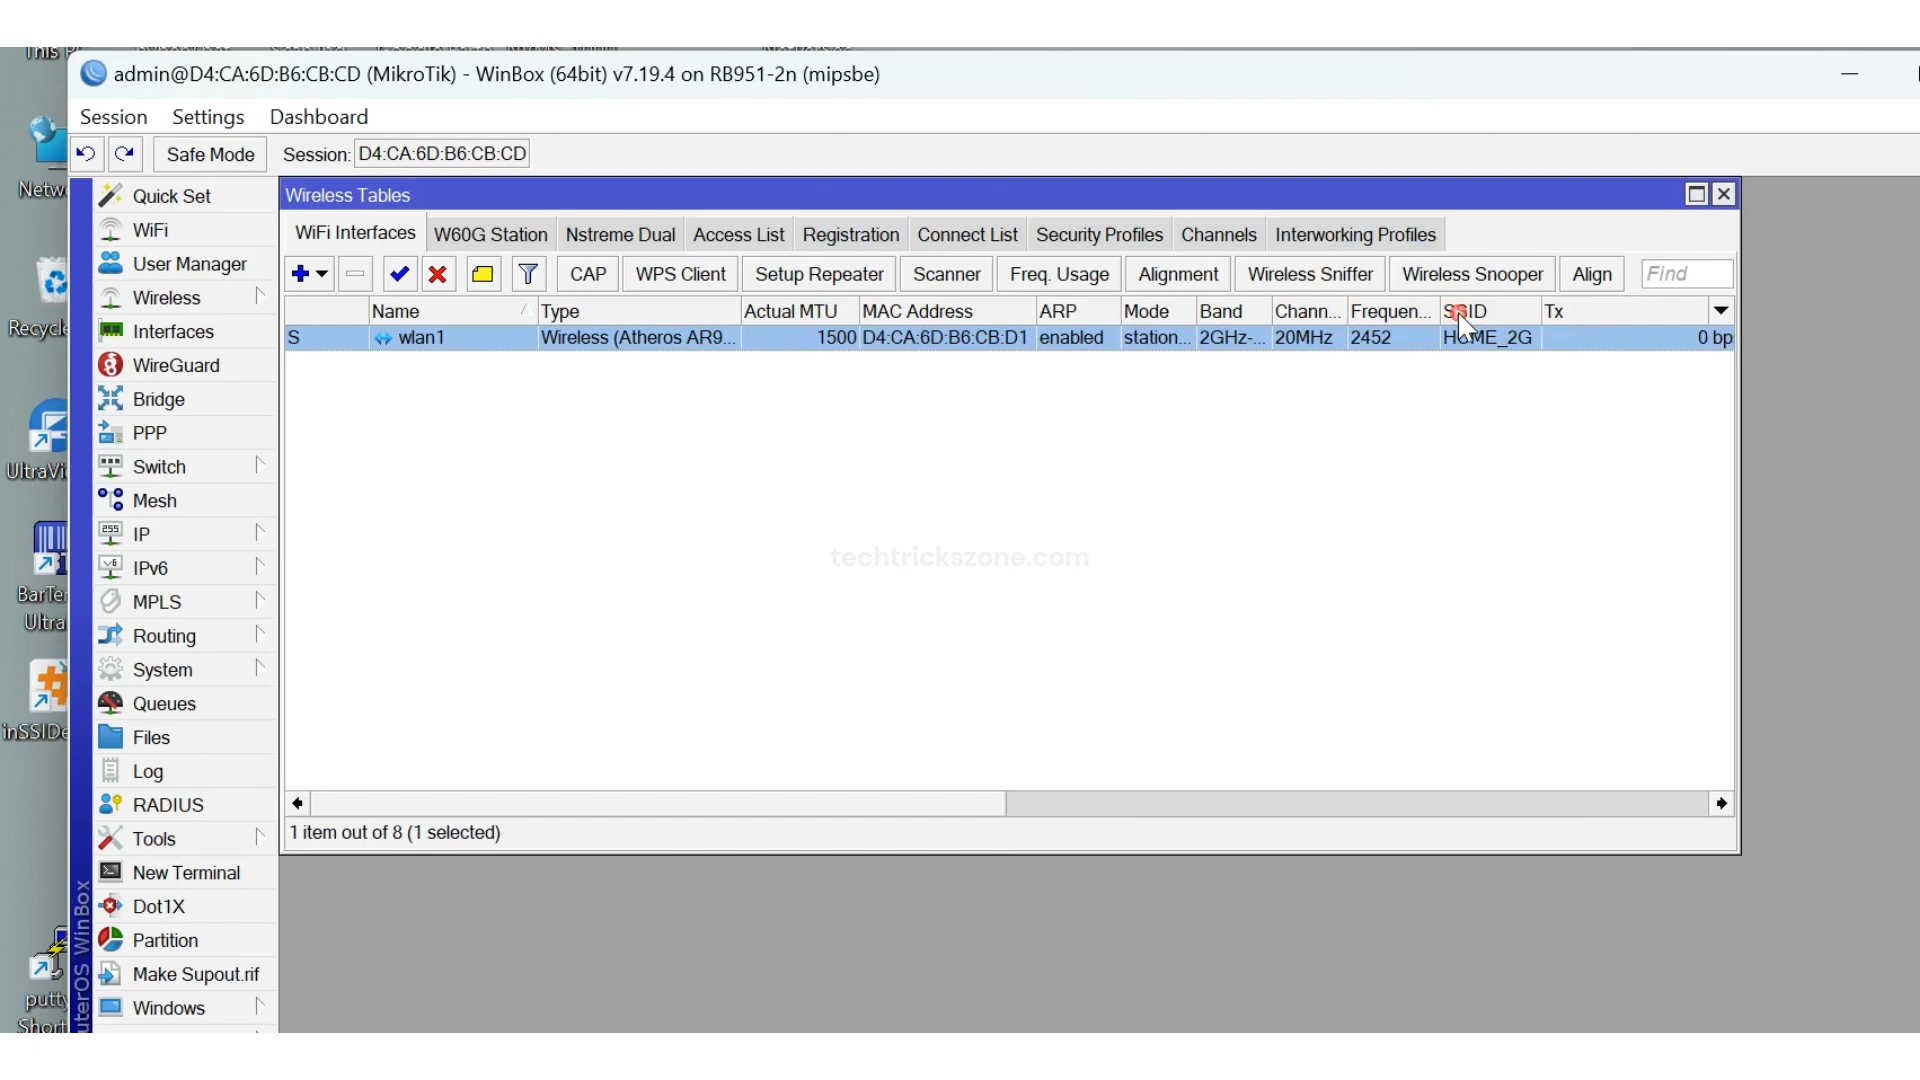 This P
admin@D4:CA:6D:B6:CB:CD (MikroTik) - WinBox (64bit) v7.19.4 on RB951-2n (mipsbe)
Session Settings Dashboard
Safe Mode Session: D4:CA:6D:B6:CB:CD
Netwo
Recycle
UltraVi
BarTe
Ultra
inSSIDe
putty
Short
Quick Set
WiFi
User Manager
Wireless
Interfaces
WireGuard
Bridge
PPP
Switch
Mesh
255 IP
v6 IPv6
MPLS
Routing
System
Queues
Files
Log
RADIUS
Tools
New Terminal
Dot1X
Partition
Make Supout.rif
Windows
uterOS WinBox
Wireless Tables
WiFi Interfaces W60G Station Nstreme Dual Access List Registration Connect List Security Profiles Channels Interworking Profiles
CAP WPS Client Setup Repeater Scanner Freq. Usage Alignment Wireless Sniffer Wireless Snooper Align Find
Name Type Actual MTU MAC Address ARP Mode Band Chann... Frequen... SSID Tx
S wlan1 Wireless (Atheros AR9... 1500 D4:CA:6D:B6:CB:D1 enabled station... 2GHz-... 20MHz 2452 HOME_2G 0 bp
techtrickszone.com
1 item out of 8 (1 selected)